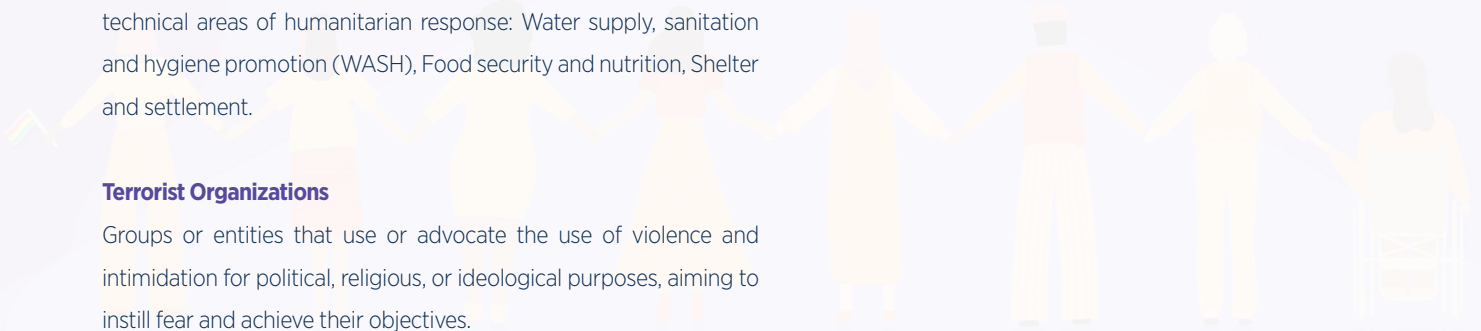 technical areas of humanitarian response: Water supply, sanitation
and hygiene promotion (WASH), Food security and nutrition, Shelter
and settlement.
Terrorist Organizations
Groups or entities that use or advocate the use of violence and
intimidation for political, religious, or ideological purposes, aiming to
instill fear and achieve their objectives.